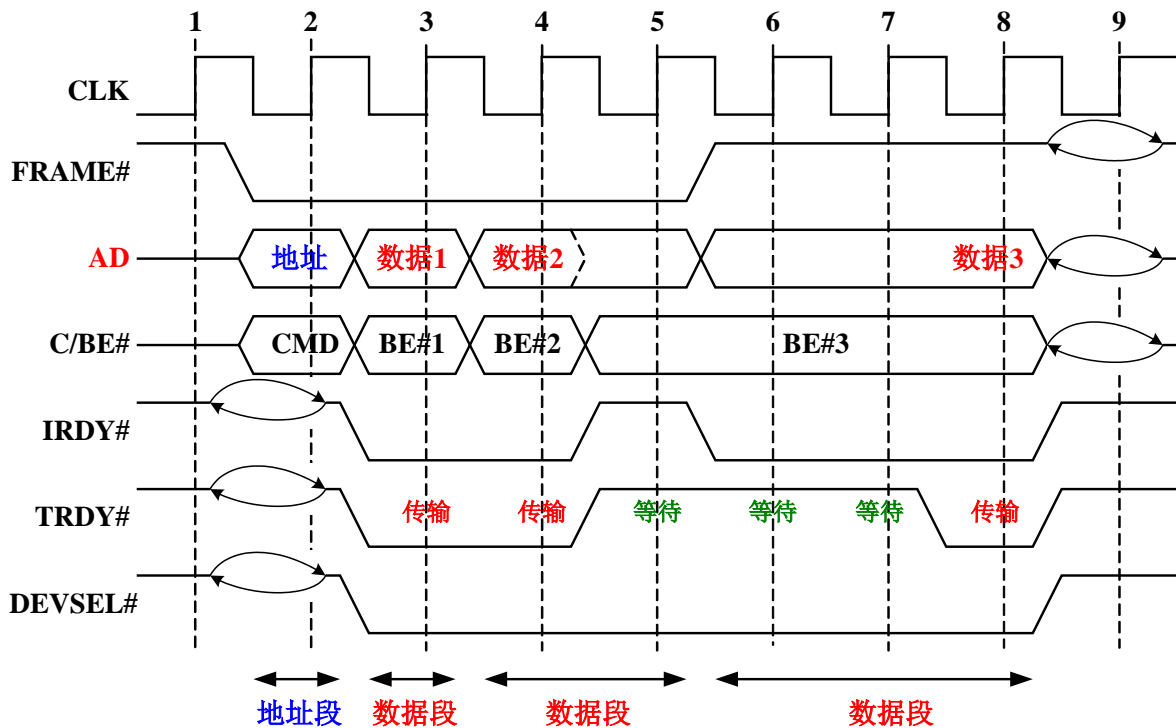 1 2 3 4 5 6 7 8 9
CLK
FRAME#
AD 地址 数据1 数据2 数据3
C/BE# CMD BE#1 BE#2 BE#3
IRDY#
TRDY# 传输 传输 等待 等待 等待 传输
DEVSEL#
地址段 数据段 数据段 数据段